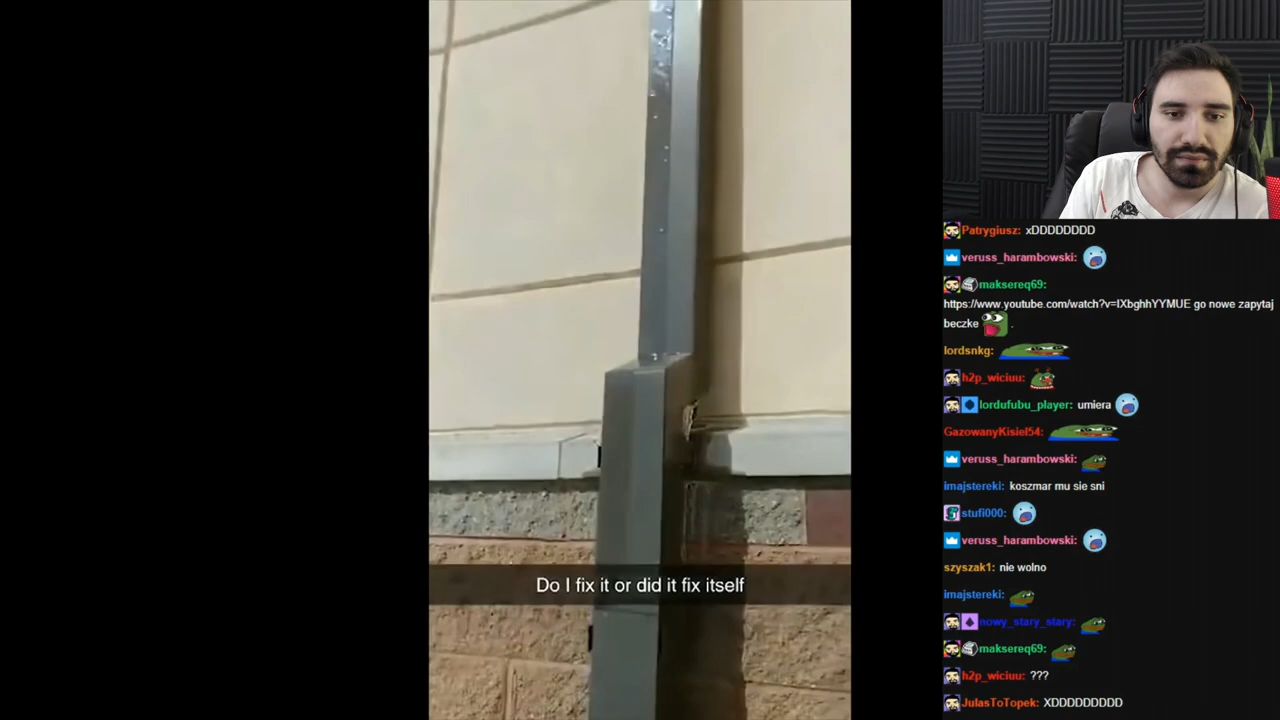 Do I fix it or did it fix itself
Patrygiusz: xDDDDDDDD
veruss_harambowski:
maksereq69:
https://www.youtube.com/watch?v=IXbghhYYMUE go nowe zapytaj
beczke .
lordsnkg:
h2p_wiciuu:
lordufubu_player: umiera
GazowanyKisiel54:
veruss_harambowski:
imajstereki: koszmar mu sie sni
stufi000:
veruss_harambowski:
szyszak1: nie wolno
imajstereki:
nowy_stary_stary:
maksereq69:
h2p_wiciuu: ???
JulasToTopek: XDDDDDDDDD